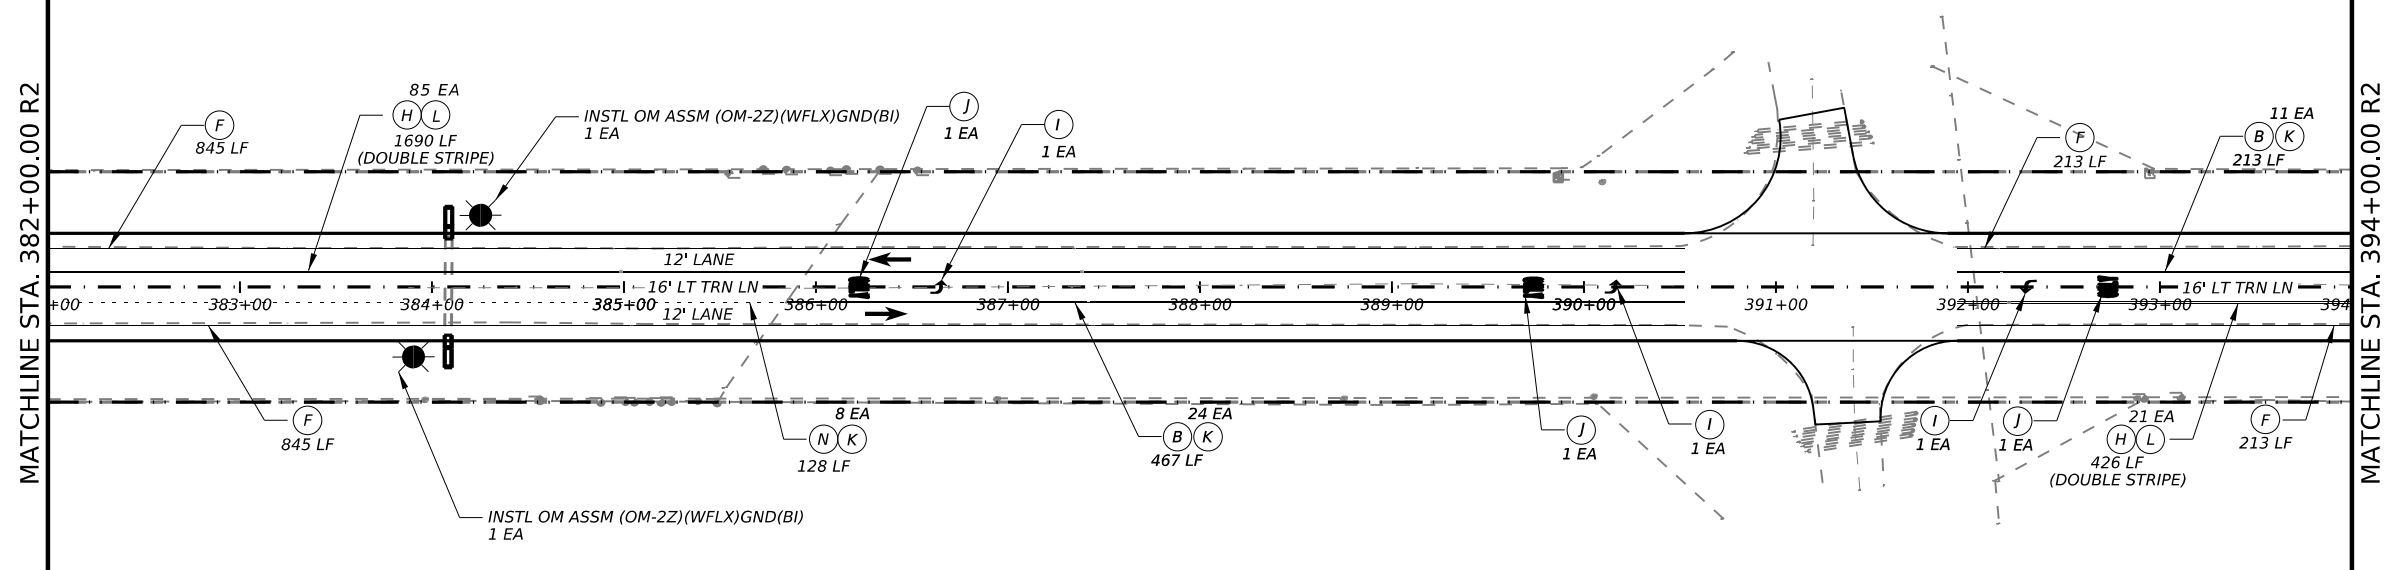 MATCHLINE STA. 382+00.00 R2
F
845 LF
85 EA
H L
1690 LF
(DOUBLE STRIPE)
INSTL OM ASSM (OM-2Z)(WFLX)GND(BI)
1 EA
J
1 EA
I
1 EA
F
213 LF
11 EA
B K
213 LF
12' LANE
16' LT TRN LN
16' LT TRN LN
+00 383+00 384+00 385+00 386+00 387+00 388+00 389+00 390+00 391+00 392+00 393+00 394
12' LANE
F
845 LF
INSTL OM ASSM (OM-2Z)(WFLX)GND(BI)
1 EA
8 EA
N K
128 LF
24 EA
B K
467 LF
J
1 EA
I
1 EA
I
1 EA
J
1 EA
21 EA
H L
426 LF
(DOUBLE STRIPE)
F
213 LF
MATCHLINE STA. 394+00.00 R2